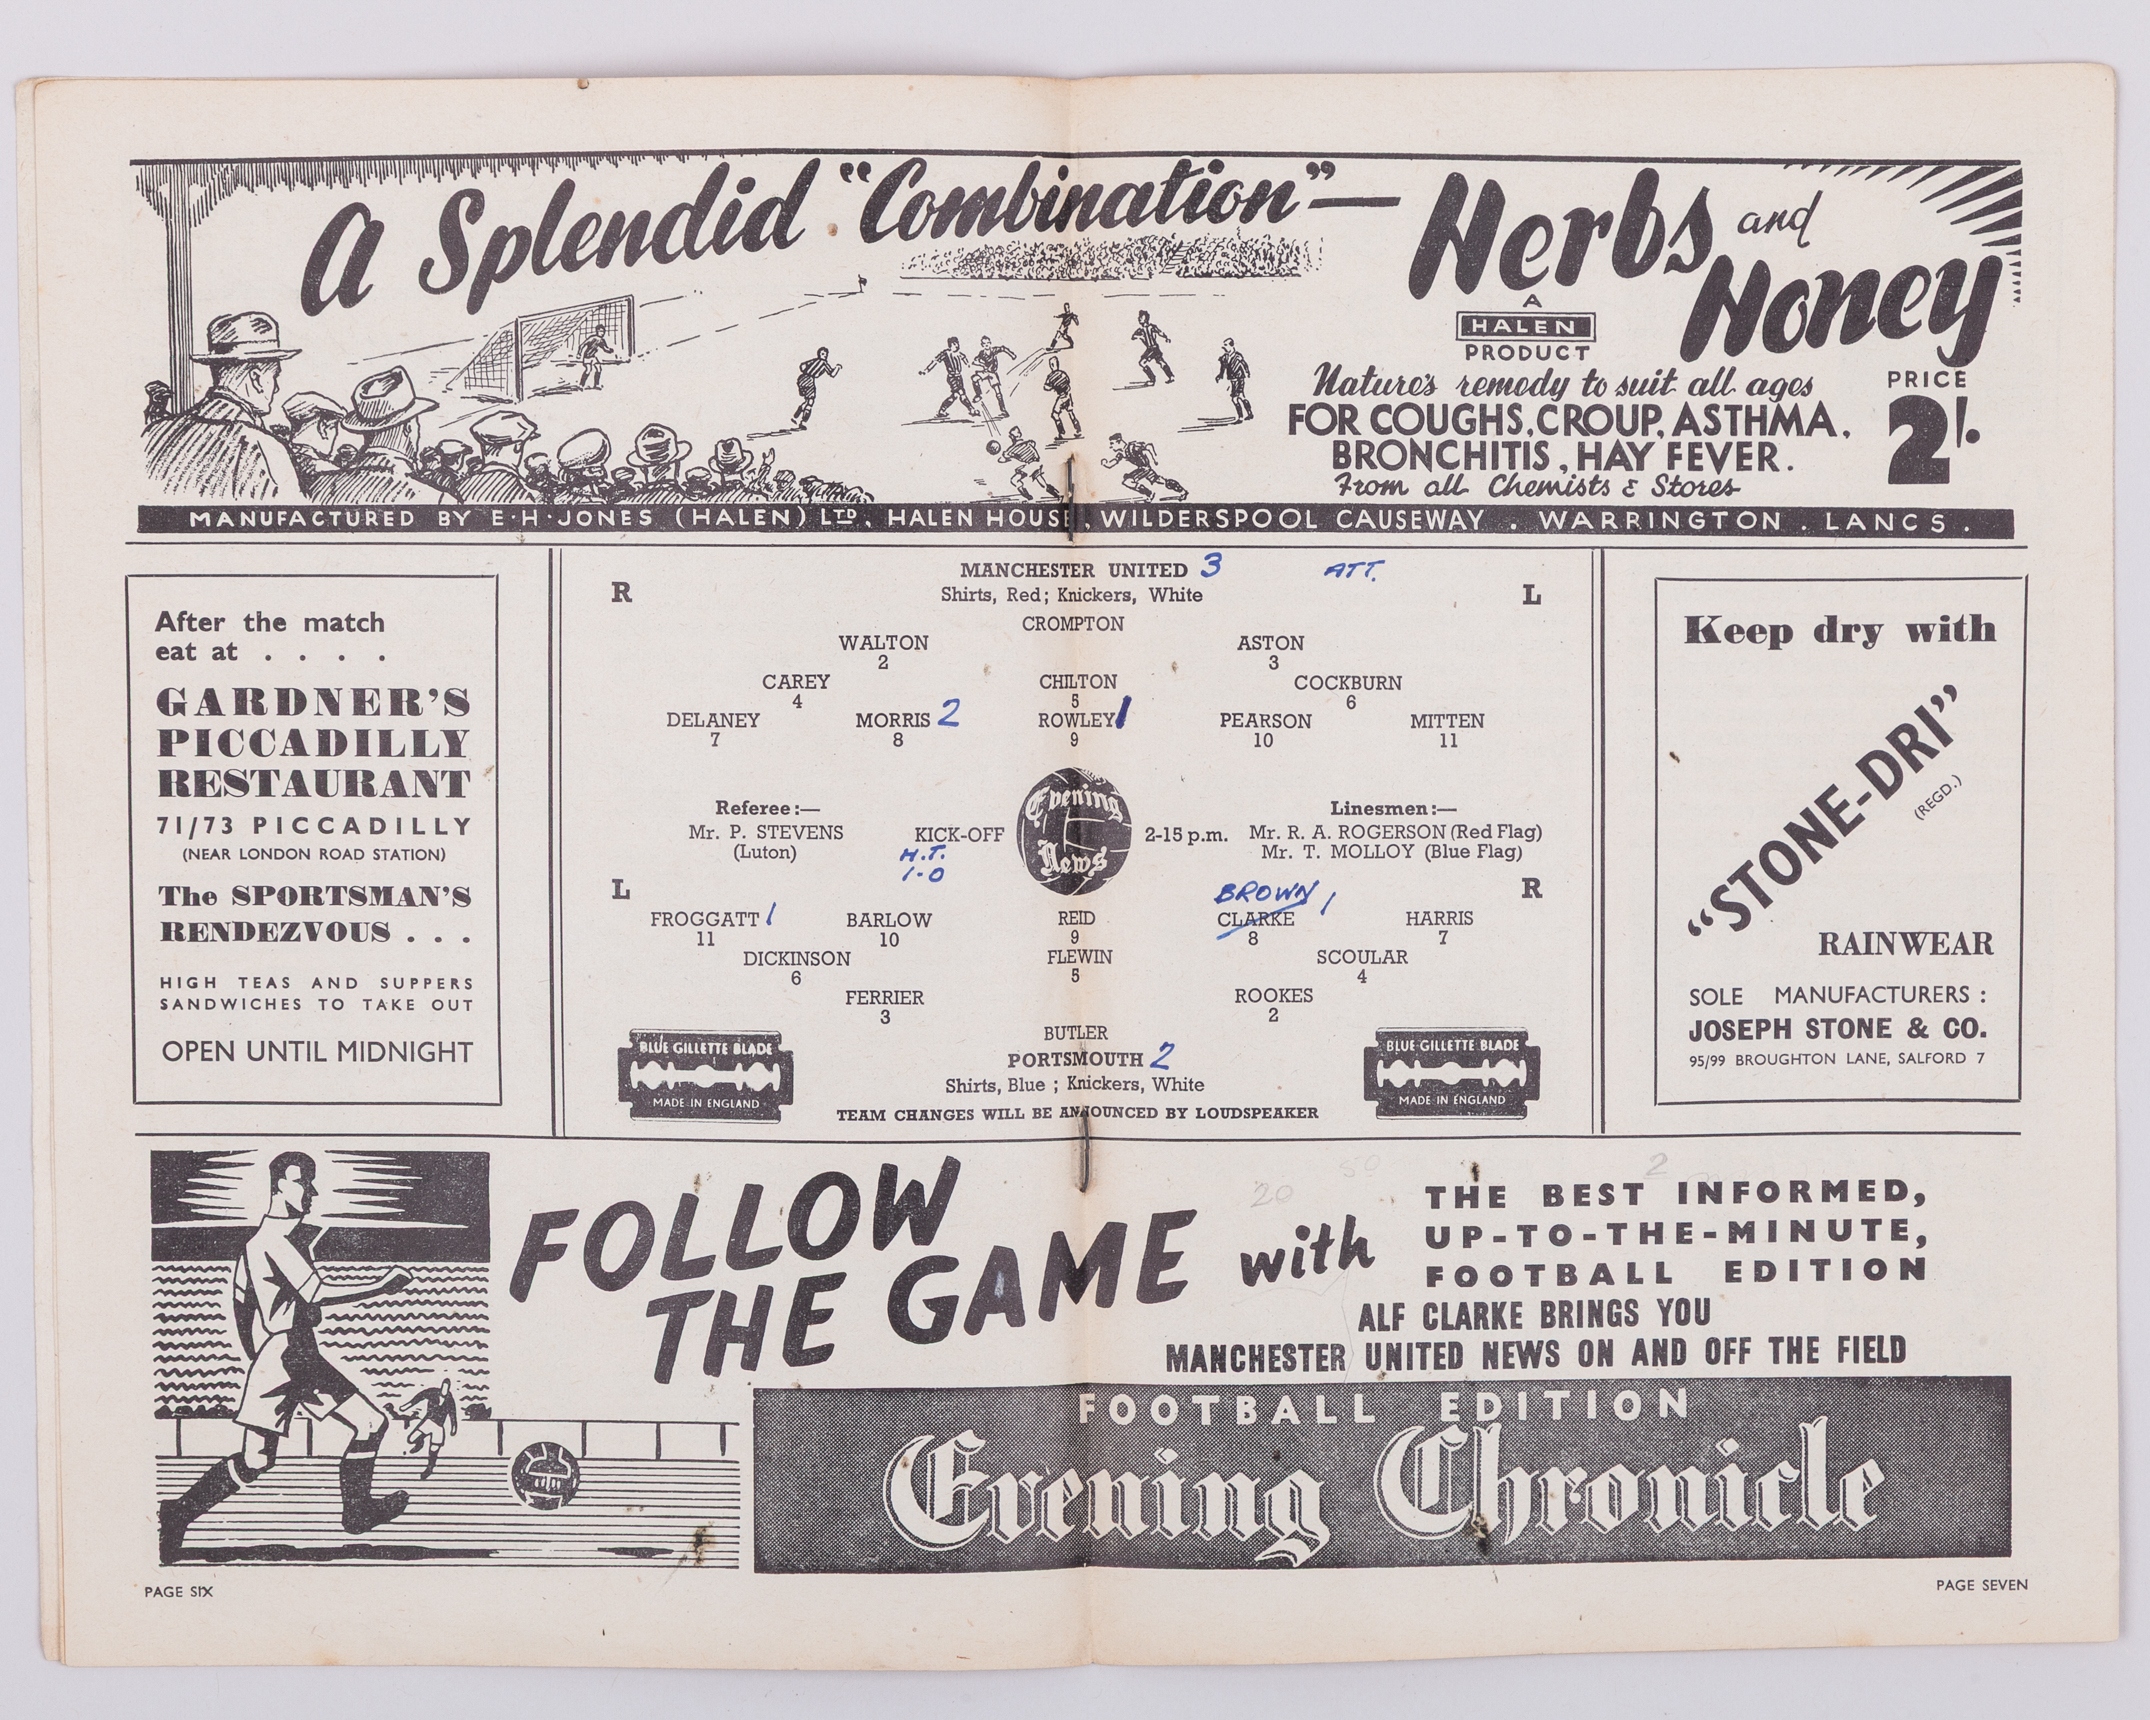 A Splendid "Combination" — Herbs and Honey
A
HALEN
PRODUCT
Nature's remedy to suit all ages
FOR COUGHS, CROUP, ASTHMA,
BRONCHITIS, HAY FEVER.
From all Chemists & Stores
PRICE
2/-
MANUFACTURED BY E·H·JONES (HALEN) LTD, HALEN HOUSE, WILDERSPOOL CAUSEWAY . WARRINGTON . LANCS .
After the match
eat at . . . .
GARDNER'S
PICCADILLY
RESTAURANT
71/73 PICCADILLY
(NEAR LONDON ROAD STATION)
The SPORTSMAN'S
RENDEZVOUS . . .
HIGH TEAS AND SUPPERS
SANDWICHES TO TAKE OUT
OPEN UNTIL MIDNIGHT
MANCHESTER UNITED 3 ATT.
R Shirts, Red; Knickers, White L
CROMPTON
WALTON ASTON
2 3
CAREY CHILTON COCKBURN
4 5 6
DELANEY MORRIS 2 ROWLEY 1 PEARSON MITTEN
7 8 9 10 11
Evening
News
Referee:— Linesmen:—
Mr. P. STEVENS KICK-OFF 2-15 p.m. Mr. R. A. ROGERSON (Red Flag)
(Luton) Mr. T. MOLLOY (Blue Flag)
H.T.
1-0
L R
BROWN 1
FROGGATT 1 BARLOW REID CLARKE HARRIS
11 10 9 8 7
DICKINSON FLEWIN SCOULAR
6 5 4
FERRIER ROOKES
3 2
BUTLER
PORTSMOUTH 2
Shirts, Blue ; Knickers, White
TEAM CHANGES WILL BE ANNOUNCED BY LOUDSPEAKER
BLUE GILLETTE BLADE
MADE IN ENGLAND
BLUE GILLETTE BLADE
MADE IN ENGLAND
Keep dry with
"STONE-DRI"
(REGD.)
RAINWEAR
SOLE MANUFACTURERS :
JOSEPH STONE & CO.
95/99 BROUGHTON LANE, SALFORD 7
FOLLOW
THE GAME with
20
50
2
THE BEST INFORMED,
UP-TO-THE-MINUTE,
FOOTBALL EDITION
ALF CLARKE BRINGS YOU
MANCHESTER UNITED NEWS ON AND OFF THE FIELD
FOOTBALL EDITION
Evening Chronicle
PAGE SIX
PAGE SEVEN